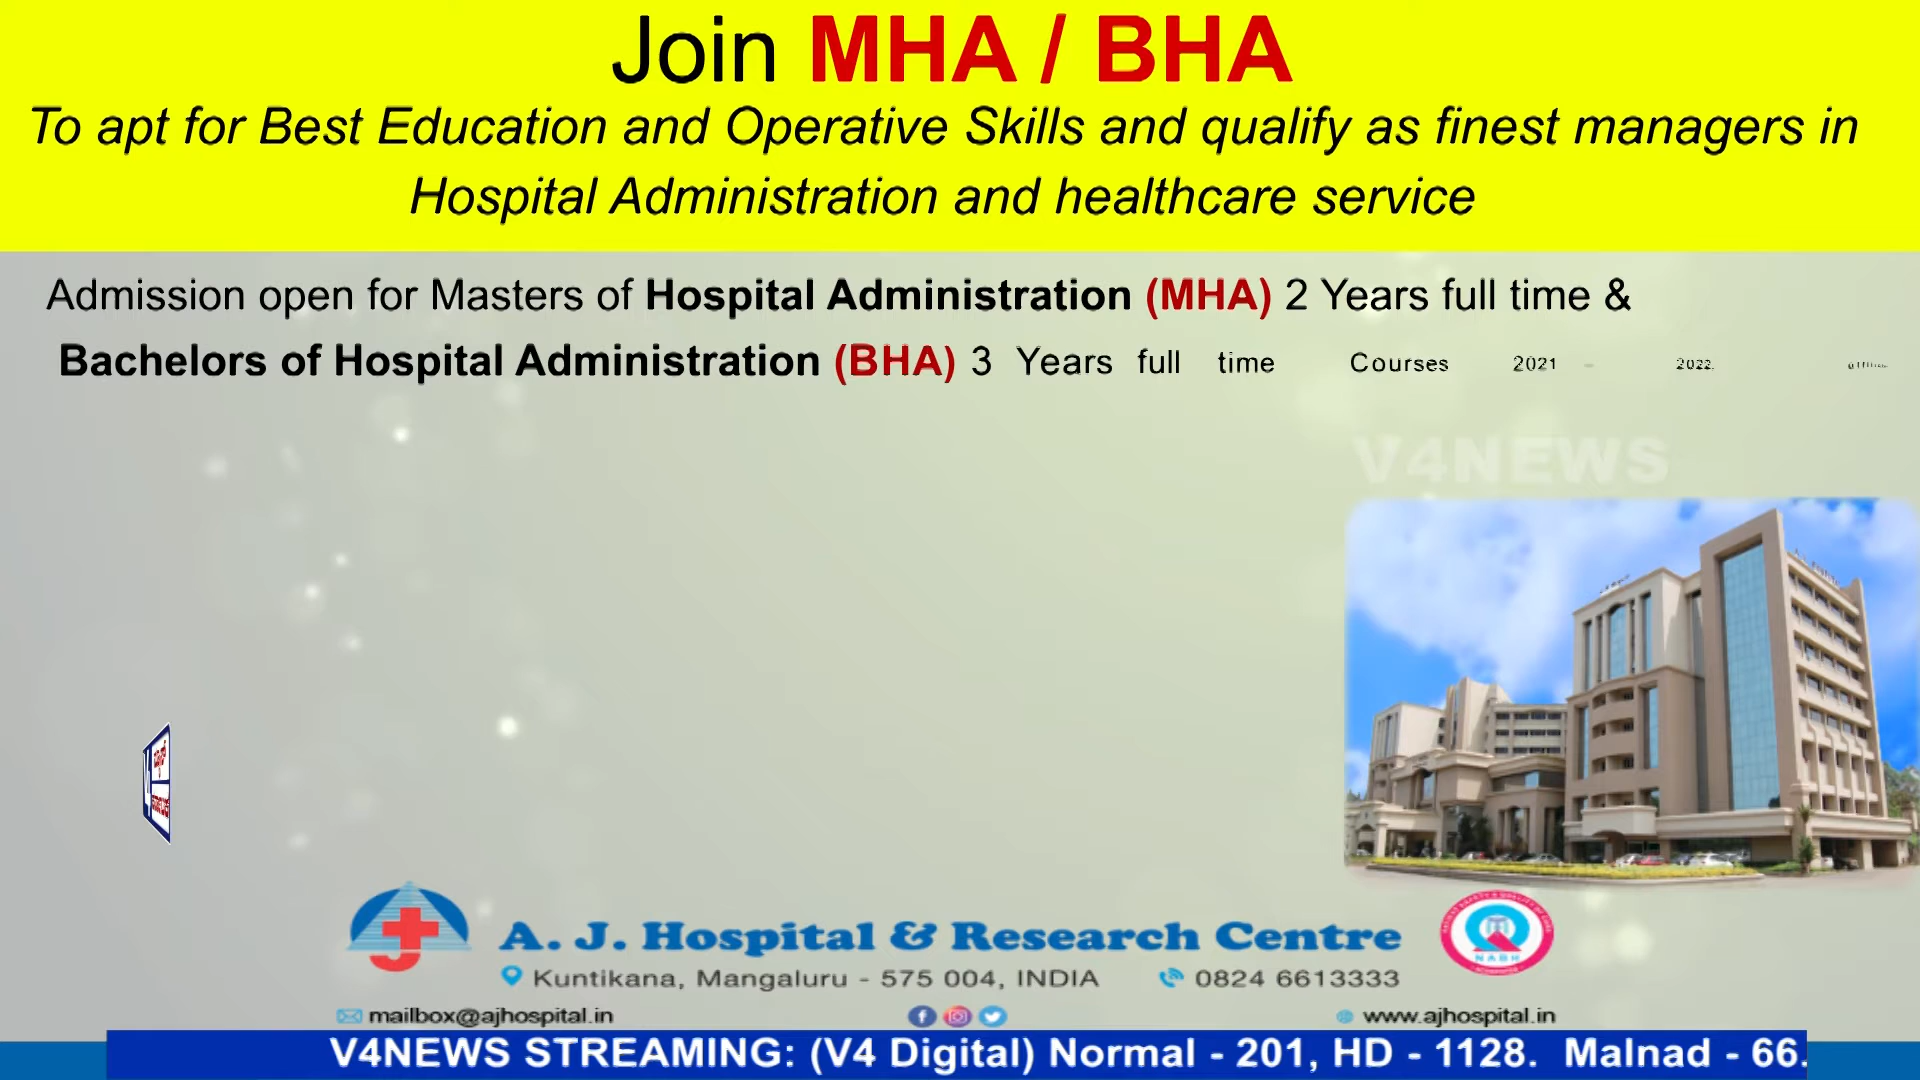 Join MHA / BHA
To apt for Best Education and Operative Skills and qualify as finest managers in
Hospital Administration and healthcare service
Admission open for Masters of Hospital Administration (MHA) 2 Years full time &
Bachelors of Hospital Administration (BHA) 3 Years full time Courses 2021 - 2022.
V4NEWS
A. J. Hospital & Research Centre
Kuntikana, Mangaluru - 575 004, INDIA 0824 6613333
NABH
mailbox@ajhospital.in www.ajhospital.in
V4NEWS STREAMING: (V4 Digital) Normal - 201, HD - 1128. Malnad - 66.